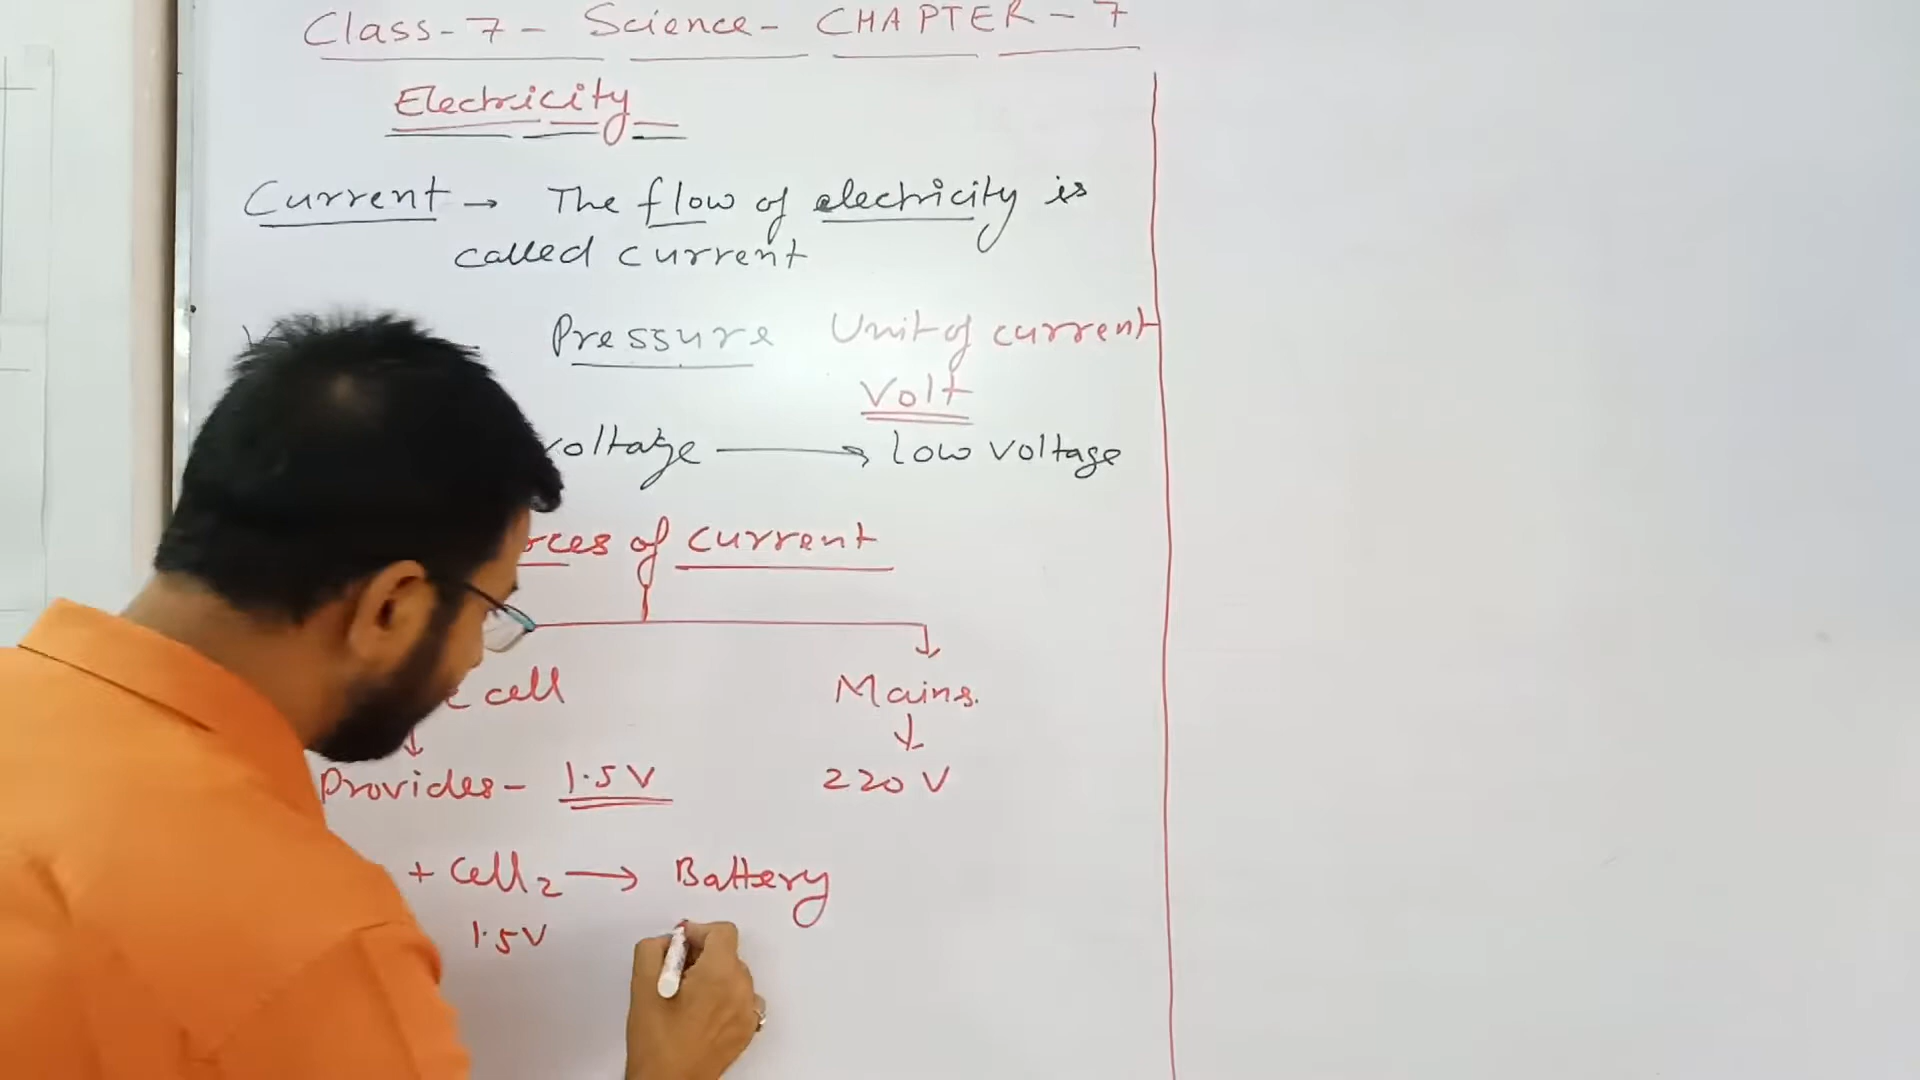 Class-7- Science- CHAPTER-7
Electricity
Current → The flow of electricity is
called current
Pressure Unit of current
Volt
voltage → low voltage
of current
cell Mains.
Provides- 1.5V 220 V
+ Cell2 → Battery
1.5V